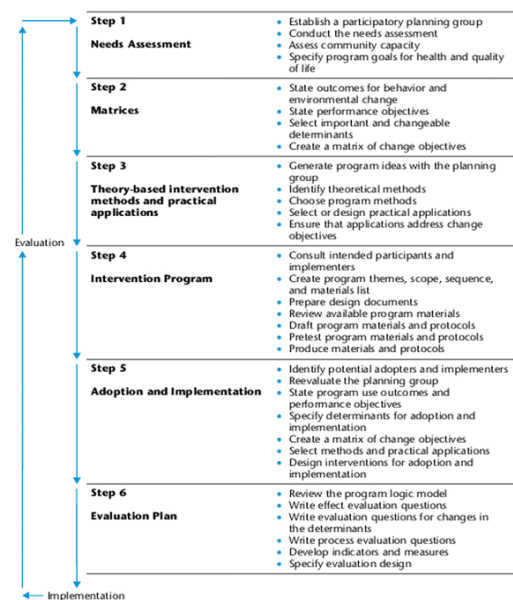 Step 1
Needs Assessment
• Establish a participatory planning group
• Conduct the needs assessment
• Assess community capacity
• Specify program goals for health and quality
of life
Step 2
Matrices
• State outcomes for behavior and
environmental change
• State performance objectives
• Select important and changeable
determinants
• Create a matrix of change objectives
Step 3
Theory-based intervention
methods and practical
applications
• Generate program ideas with the planning
group
• Identify theoretical methods
• Choose program methods
• Select or design practical applications
• Ensure that applications address change
objectives
Evaluation
Step 4
Intervention Program
• Consult intended participants and
implementers
• Create program themes, scope, sequence,
and materials list
• Prepare design documents
• Review available program materials
• Draft program materials and protocols
• Pretest program materials and protocols
• Produce materials and protocols
Step 5
Adoption and Implementation
• Identify potential adopters and implementers
• Reevaluate the planning group
• State program use outcomes and
performance objectives
• Specify determinants for adoption and
implementation
• Create a matrix of change objectives
• Select methods and practical applications
• Design interventions for adoption and
implementation
Step 6
Evaluation Plan
• Review the program logic model
• Write effect evaluation questions
• Write evaluation questions for changes in
the determinants
• Write process evaluation questions
• Develop indicators and measures
• Specify evaluation design
Implementation